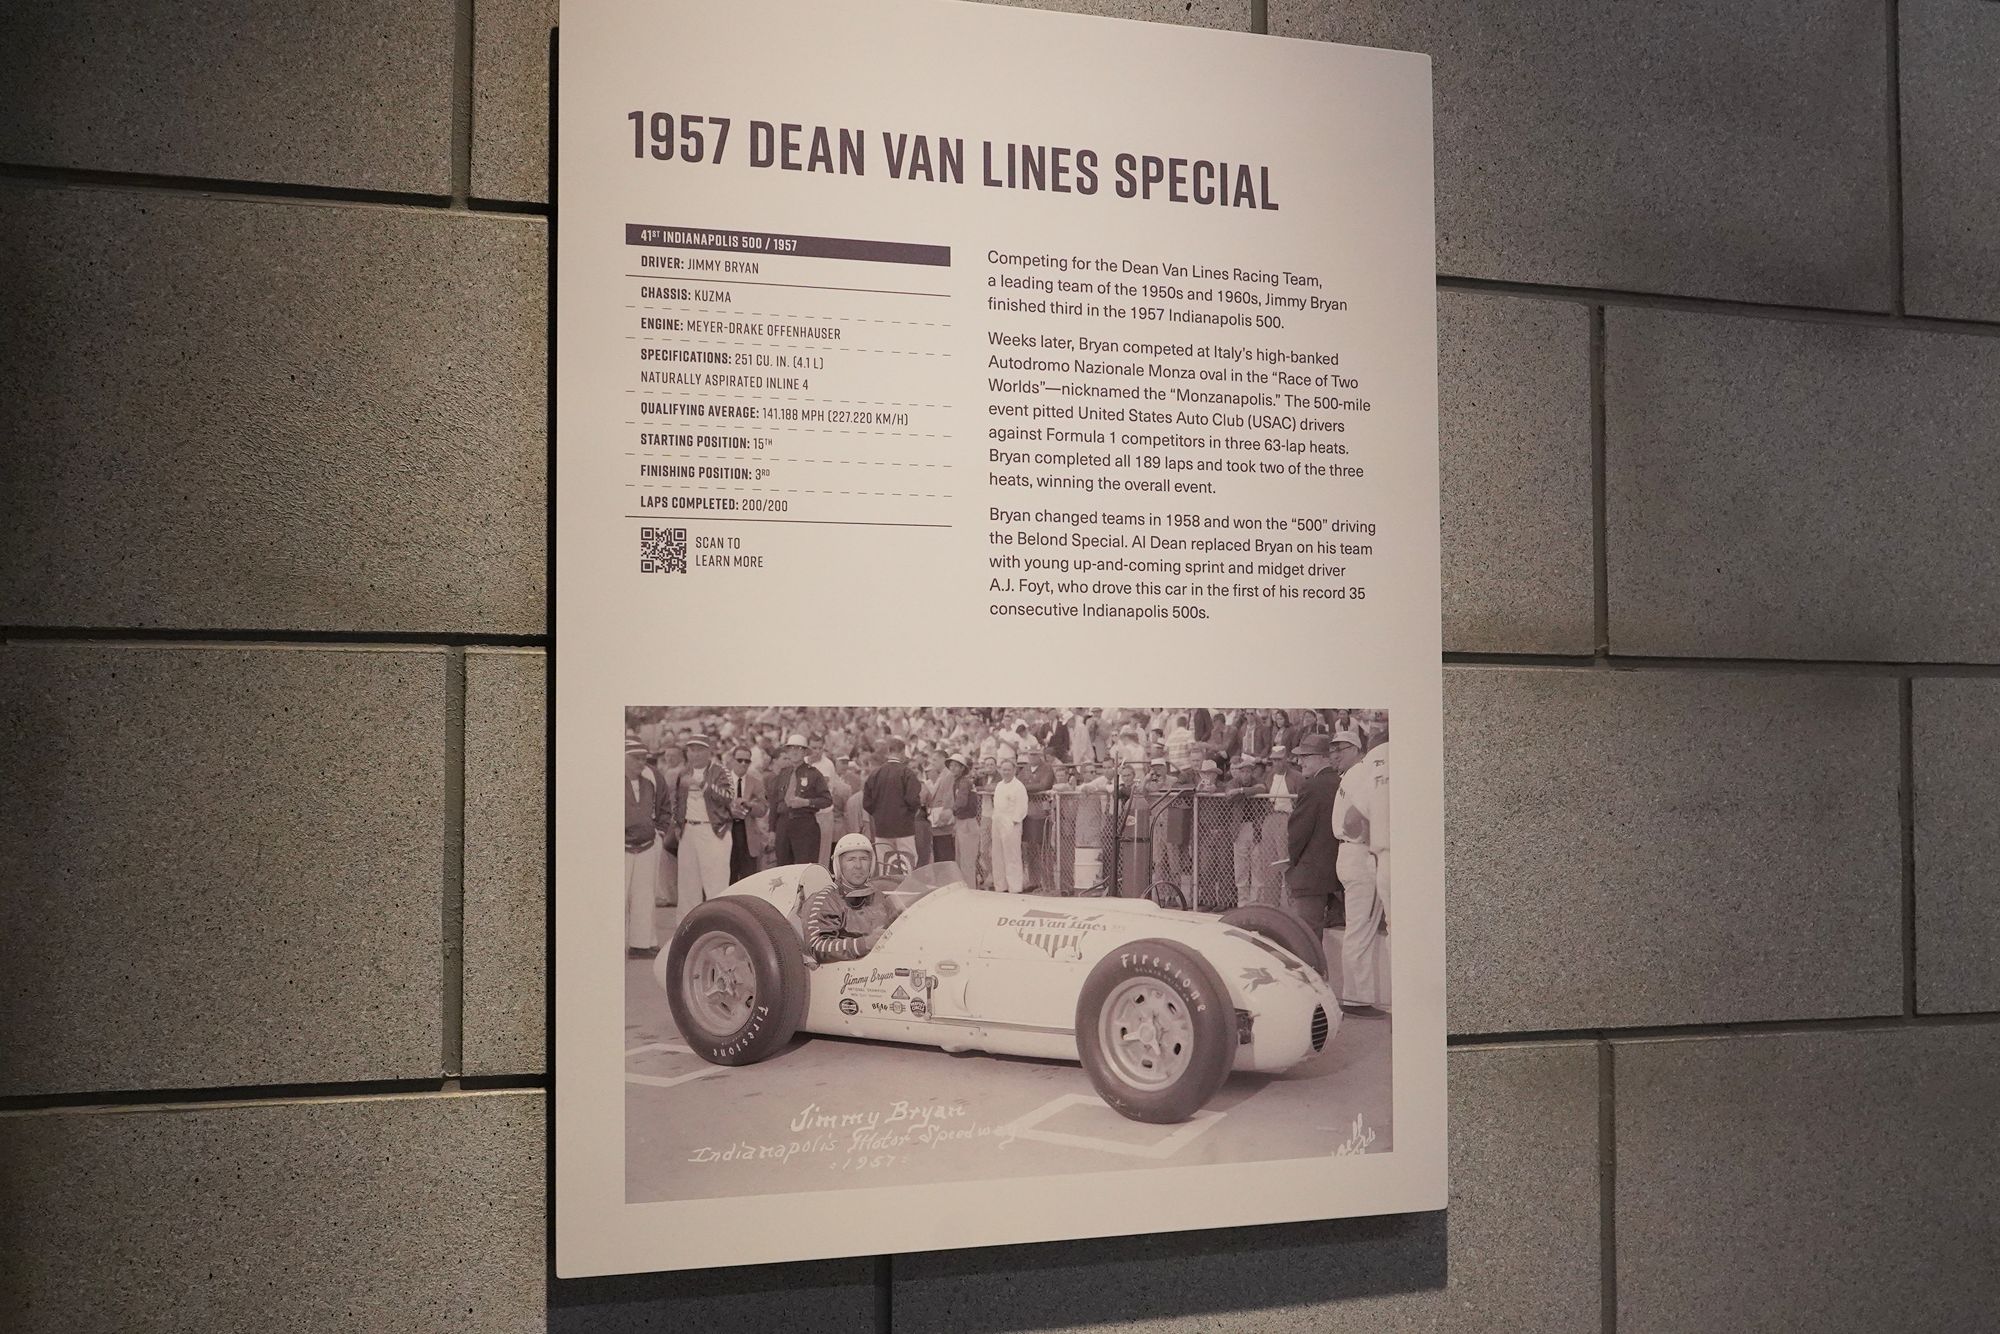 1957 DEAN VAN LINES SPECIAL
41ST INDIANAPOLIS 500 / 1957
DRIVER: JIMMY BRYAN
CHASSIS: KUZMA
ENGINE: MEYER-DRAKE OFFENHAUSER
SPECIFICATIONS: 251 CU. IN. (4.1 L)
NATURALLY ASPIRATED INLINE 4
QUALIFYING AVERAGE: 141.188 MPH (227.220 KM/H)
STARTING POSITION: 15TH
FINISHING POSITION: 3RD
LAPS COMPLETED: 200/200
SCAN TO
LEARN MORE
Competing for the Dean Van Lines Racing Team,
a leading team of the 1950s and 1960s, Jimmy Bryan
finished third in the 1957 Indianapolis 500.
Weeks later, Bryan competed at Italy's high-banked
Autodromo Nazionale Monza oval in the “Race of Two
Worlds”—nicknamed the “Monzanapolis.” The 500-mile
event pitted United States Auto Club (USAC) drivers
against Formula 1 competitors in three 63-lap heats.
Bryan completed all 189 laps and took two of the three
heats, winning the overall event.
Bryan changed teams in 1958 and won the “500” driving
the Belond Special. Al Dean replaced Bryan on his team
with young up-and-coming sprint and midget driver
A.J. Foyt, who drove this car in the first of his record 35
consecutive Indianapolis 500s.
Dean Van Lines
Jimmy Bryan
NATIONAL CHAMPION
BEAR
Firestone
Firestone
Jimmy Bryan
Indianapolis Motor Speedway
:1957: